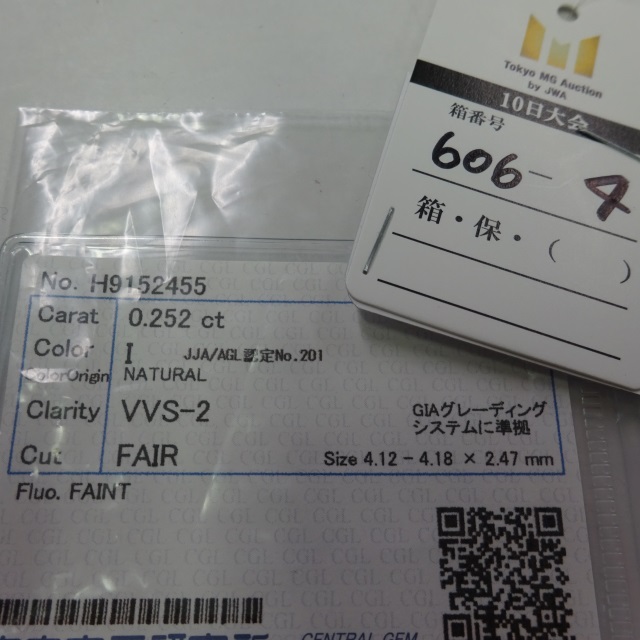 Tokyo MG Auction
by JWA
10日大会
箱番号
606-4
箱・保・( )
No. H9152455
Carat 0.252 ct
Color I JJA/AGL認定No.201
Origin NATURAL
Clarity VVS-2
GIAグレーディング
システムに準拠
Cut FAIR Size 4.12 - 4.18 × 2.47 mm
Fluo. FAINT
CENTRAL GEM